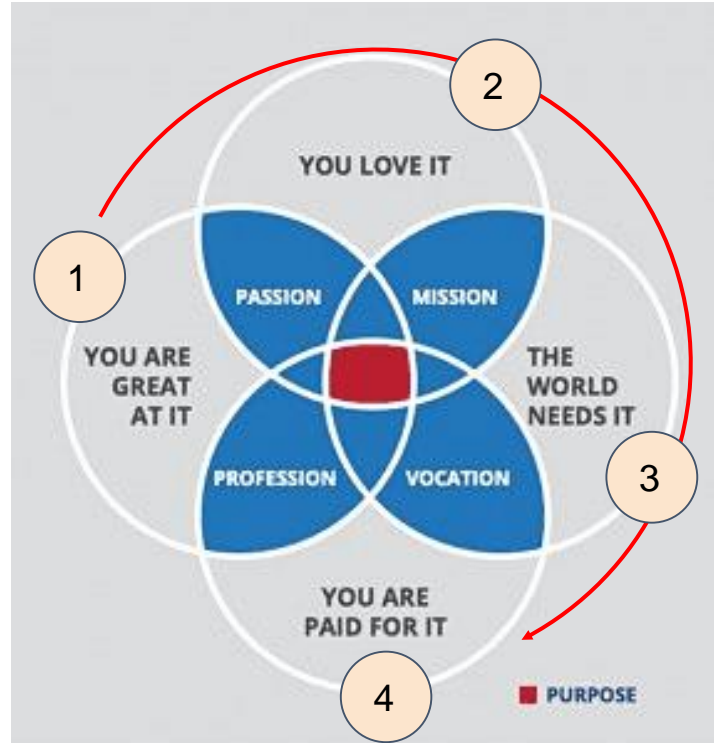 2
YOU LOVE IT
1
PASSION
MISSION
YOU ARE
GREAT
AT IT
THE
WORLD
NEEDS IT
PROFESSION
VOCATION
3
YOU ARE
PAID FOR IT
4
PURPOSE